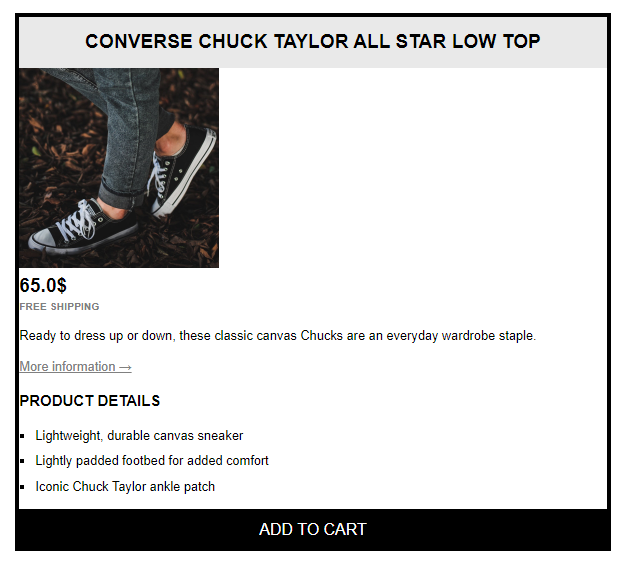 CONVERSE CHUCK TAYLOR ALL STAR LOW TOP
65.0$
FREE SHIPPING
Ready to dress up or down, these classic canvas Chucks are an everyday wardrobe staple.
More information →
PRODUCT DETAILS
Lightweight, durable canvas sneaker
Lightly padded footbed for added comfort
Iconic Chuck Taylor ankle patch
ADD TO CART